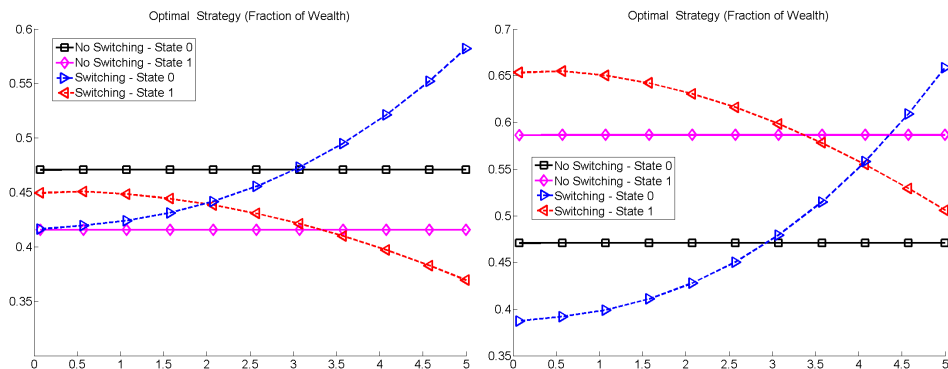 Optimal Strategy (Fraction of Wealth)
0.6
0.5
0.45
0.4
0.35
No Switching - State 0
No Switching - State 1
Switching - State 0
Switching - State 1
0 0.5 1 1.5 2 2.5 3 3.5 4 4.5 5
Optimal Strategy (Fraction of Wealth)
0.7
0.65
0.6
0.55
0.5
0.45
0.4
0.35
No Switching - State 0
No Switching - State 1
Switching - State 0
Switching - State 1
0 0.5 1 1.5 2 2.5 3 3.5 4 4.5 5